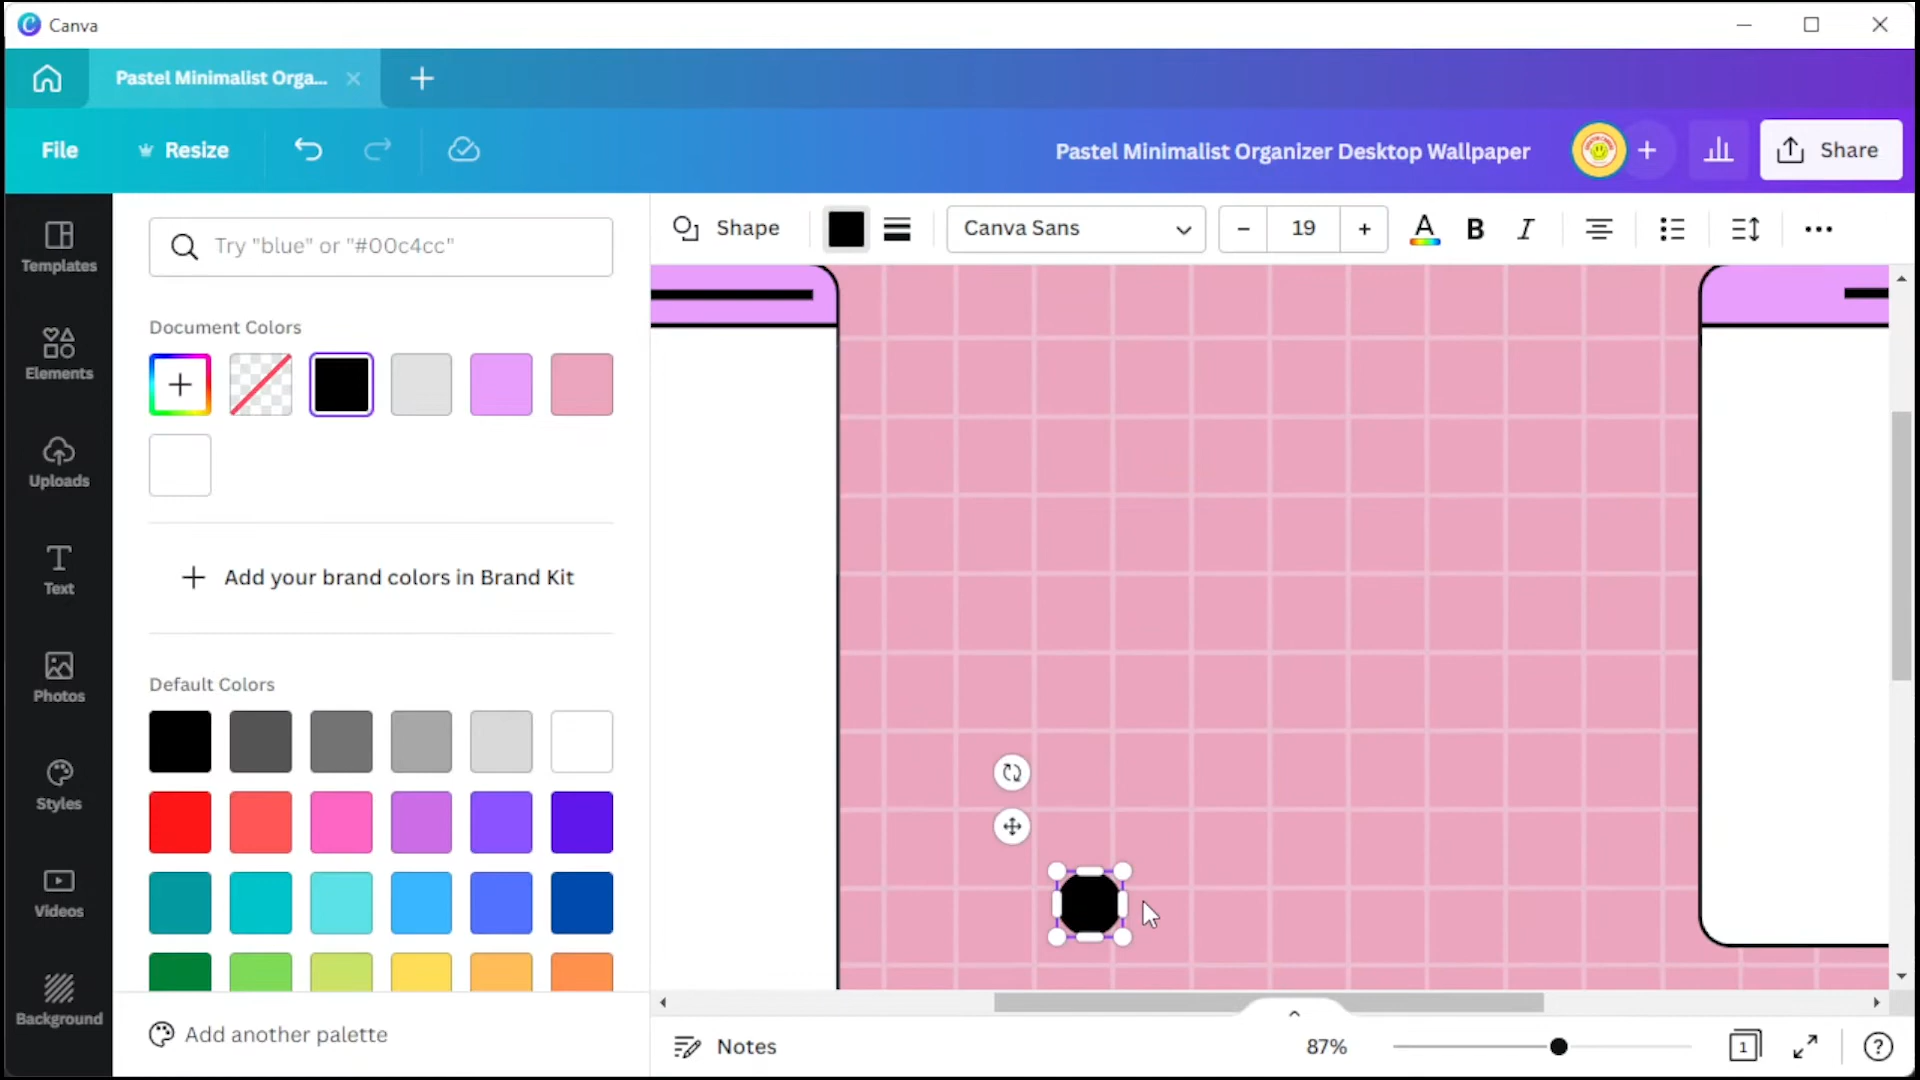 Canva
Pastel Minimalist Orga...
File
Resize
Pastel Minimalist Organizer Desktop Wallpaper
Share
Templates
Elements
Uploads
Text
Photos
Styles
Videos
Background
Try "blue" or "#00c4cc"
Document Colors
Add your brand colors in Brand Kit
Default Colors
Add another palette
Shape
Canva Sans
19
A
B
I
Notes
87%
1
?